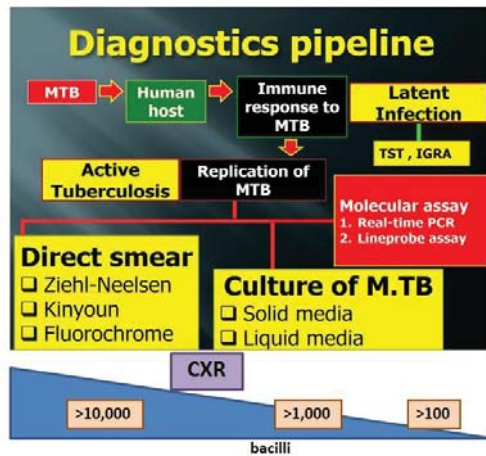 Diagnostics pipeline
MTB
Human
host
Immune
response to
MTB
Latent
Infection
TST , IGRA
Active
Tuberculosis
Replication of
MTB
Molecular assay
1. Real-time PCR
2. Lineprobe assay
Direct smear
❑ Ziehl-Neelsen
❑ Kinyoun
❑ Fluorochrome
Culture of M.TB
❑ Solid media
❑ Liquid media
CXR
>10,000
>1,000
>100
bacilli